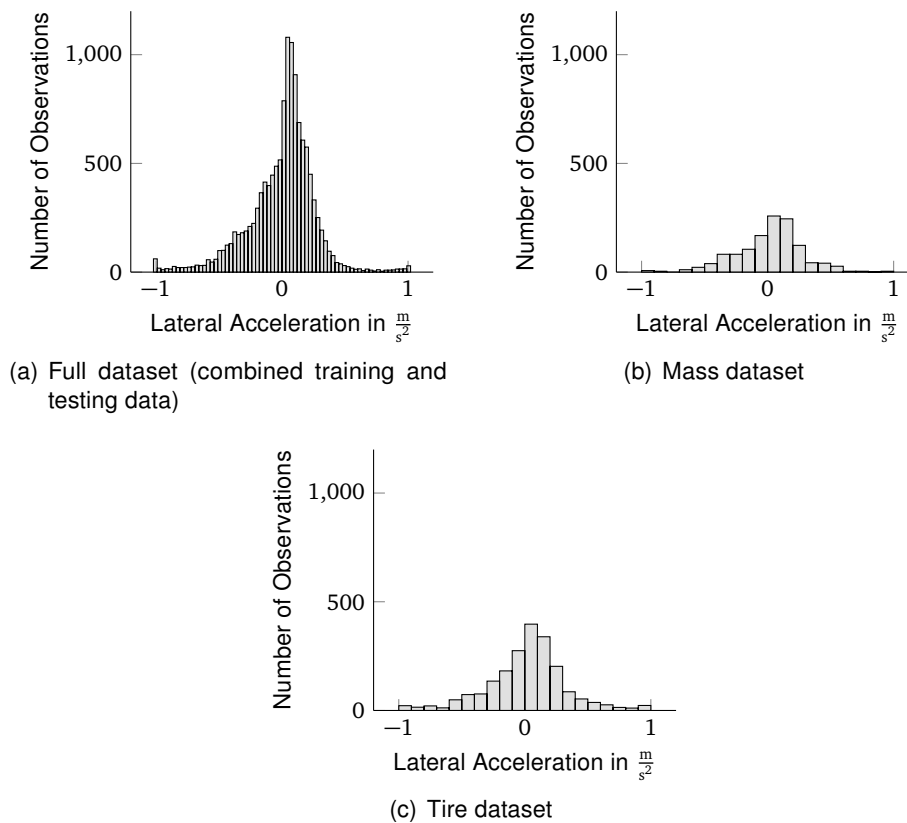 1,000
500
0
Number of Observations
−1
0
1
Lateral Acceleration in m/s²
(a) Full dataset (combined training and
testing data)
1,000
500
0
Number of Observations
−1
0
1
Lateral Acceleration in m/s²
(b) Mass dataset
1,000
500
0
Number of Observations
−1
0
1
Lateral Acceleration in m/s²
(c) Tire dataset